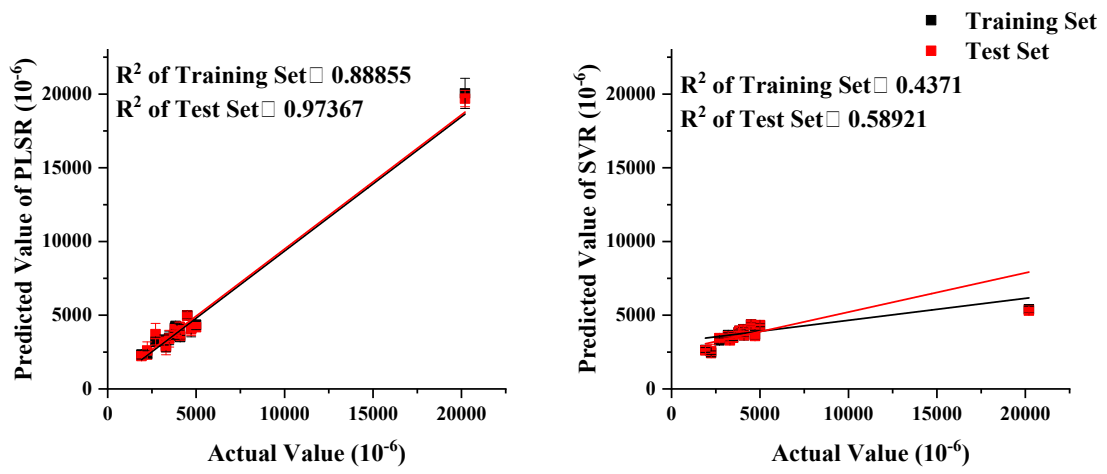 Training Set
Test Set
R² of Training Set□ 0.88855
R² of Test Set□ 0.97367
Predicted Value of PLSR (10⁻⁶)
20000
15000
10000
5000
0
0 5000 10000 15000 20000
Actual Value (10⁻⁶)
R² of Training Set□ 0.4371
R² of Test Set□ 0.58921
Predicted Value of SVR (10⁻⁶)
20000
15000
10000
5000
0
0 5000 10000 15000 20000
Actual Value (10⁻⁶)